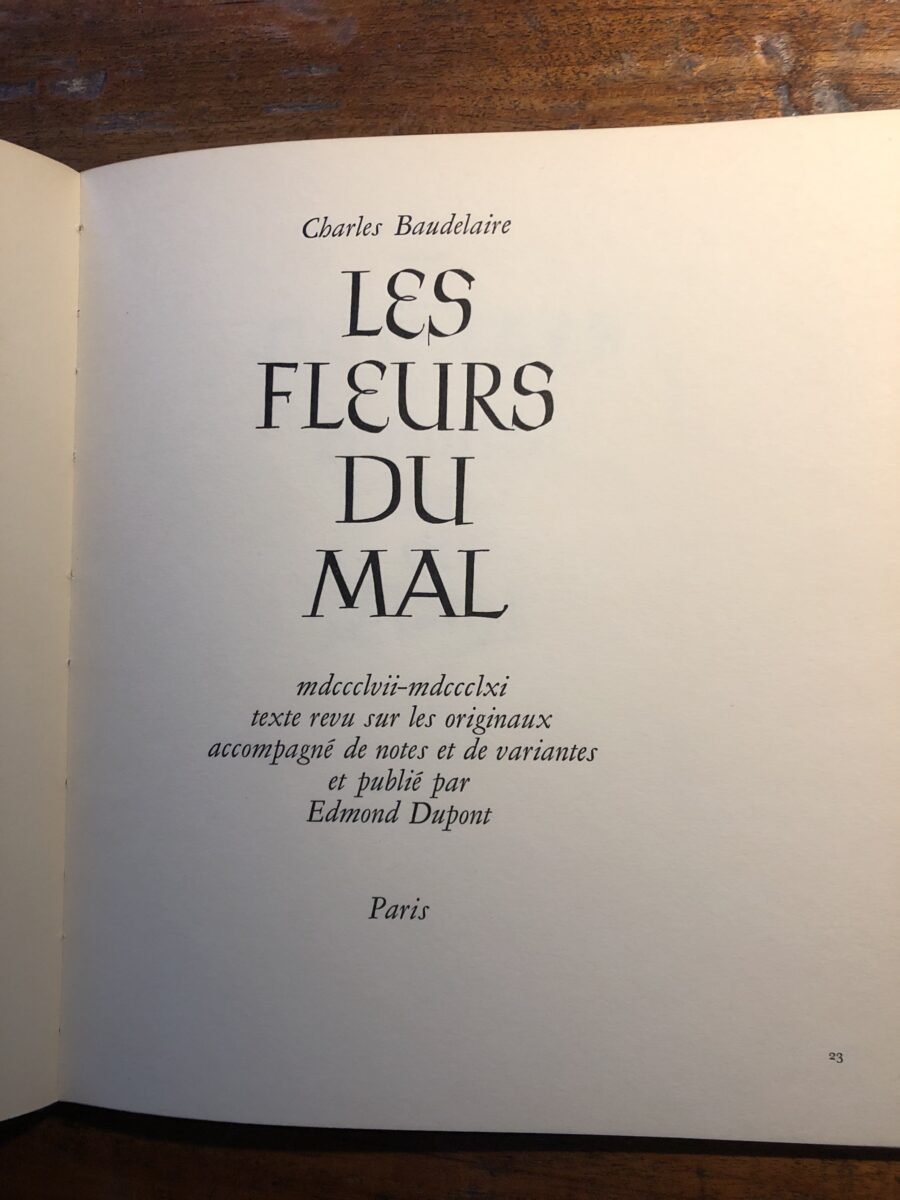 Charles Baudelaire
LES
FLEURS
DU
MAL
mdccclvii-mdccclxi
texte revu sur les originaux
accompagné de notes et de variantes
et publié par
Edmond Dupont
Paris
23